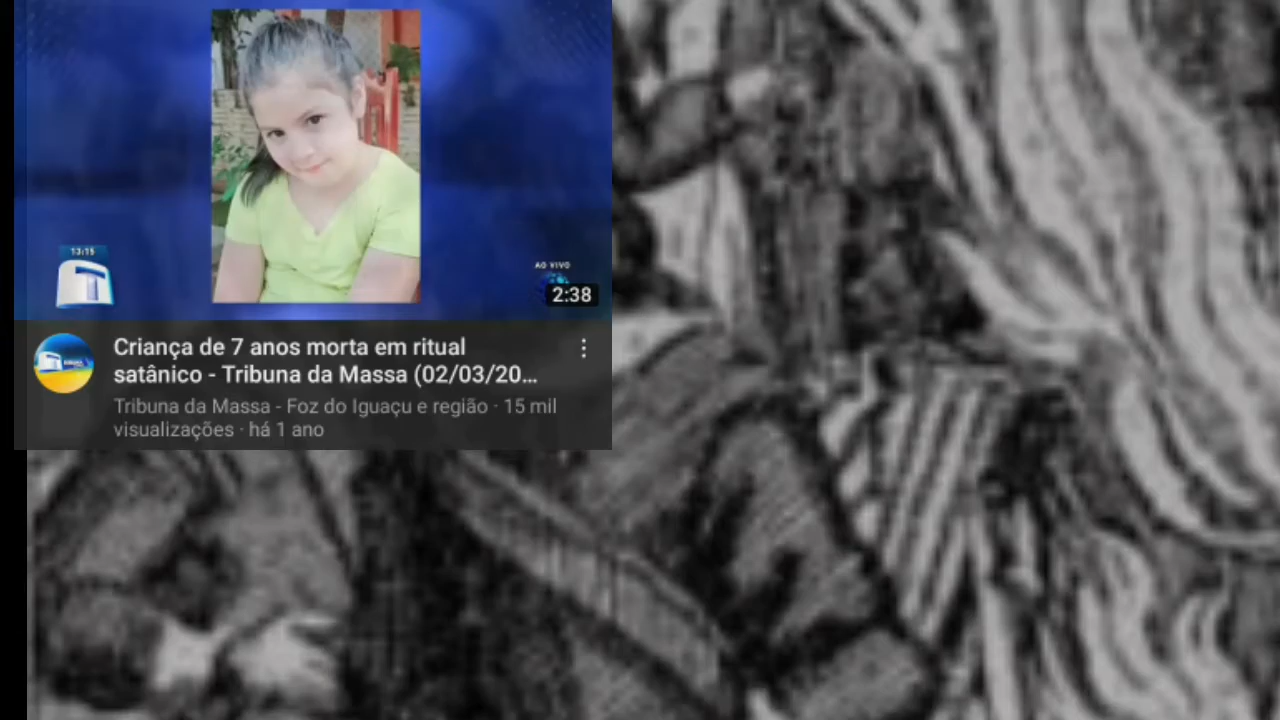 13:15
T
AO VIVO
2:38
Criança de 7 anos morta em ritual
satânico - Tribuna da Massa (02/03/20...
Tribuna da Massa - Foz do Iguaçu e região · 15 mil
visualizações · há 1 ano